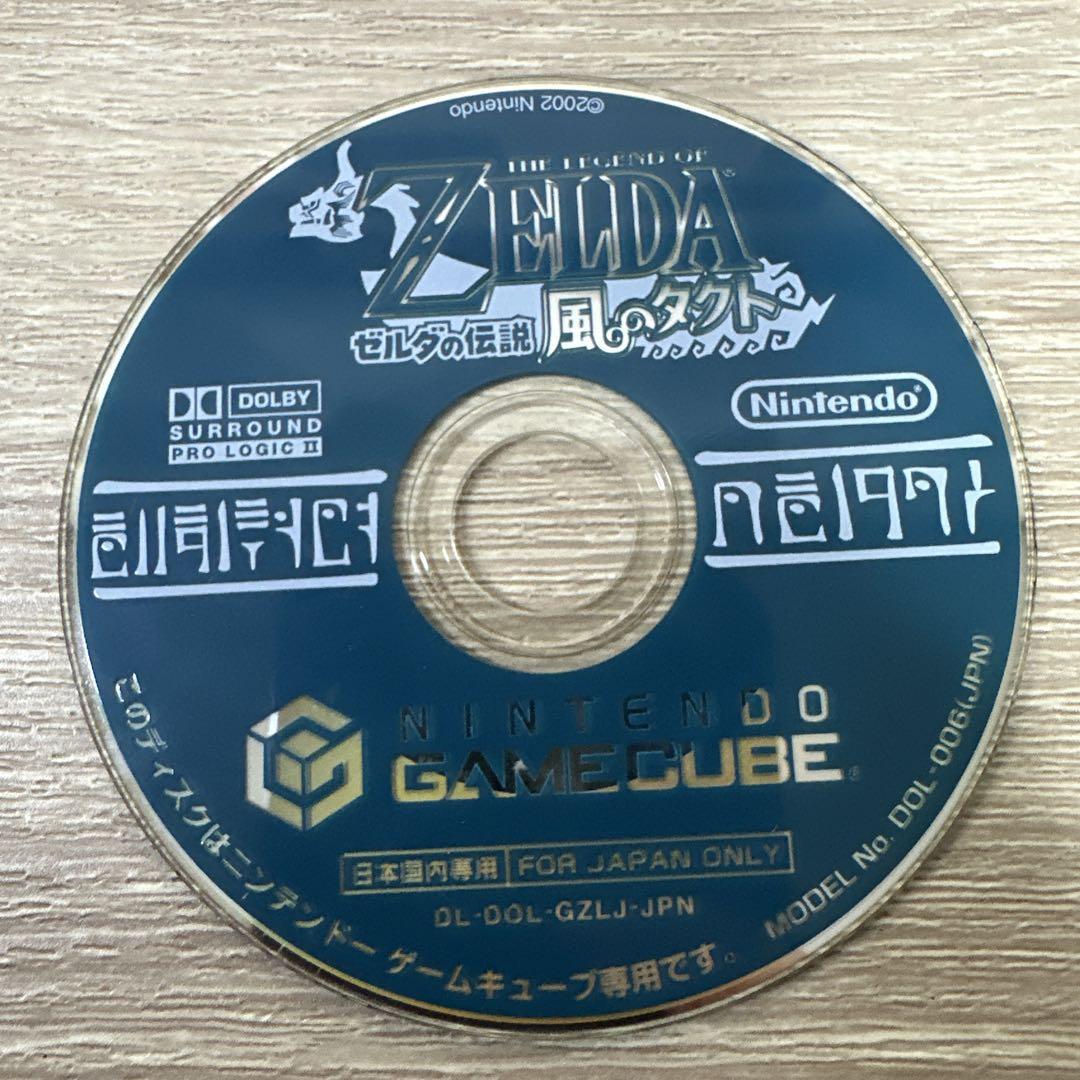 ©2002 Nintendo
THE LEGEND OF
ZELDA®
ゼルダの伝説 風のタクト
DOLBY
SURROUND
PRO LOGIC II
Nintendo®
NINTENDO
GAMECUBE®
日本国内専用 FOR JAPAN ONLY
DL-DOL-GZLJ-JPN
このディスクはニンテンドー ゲームキューブ専用です。
MODEL No. DOL-006(JPN)